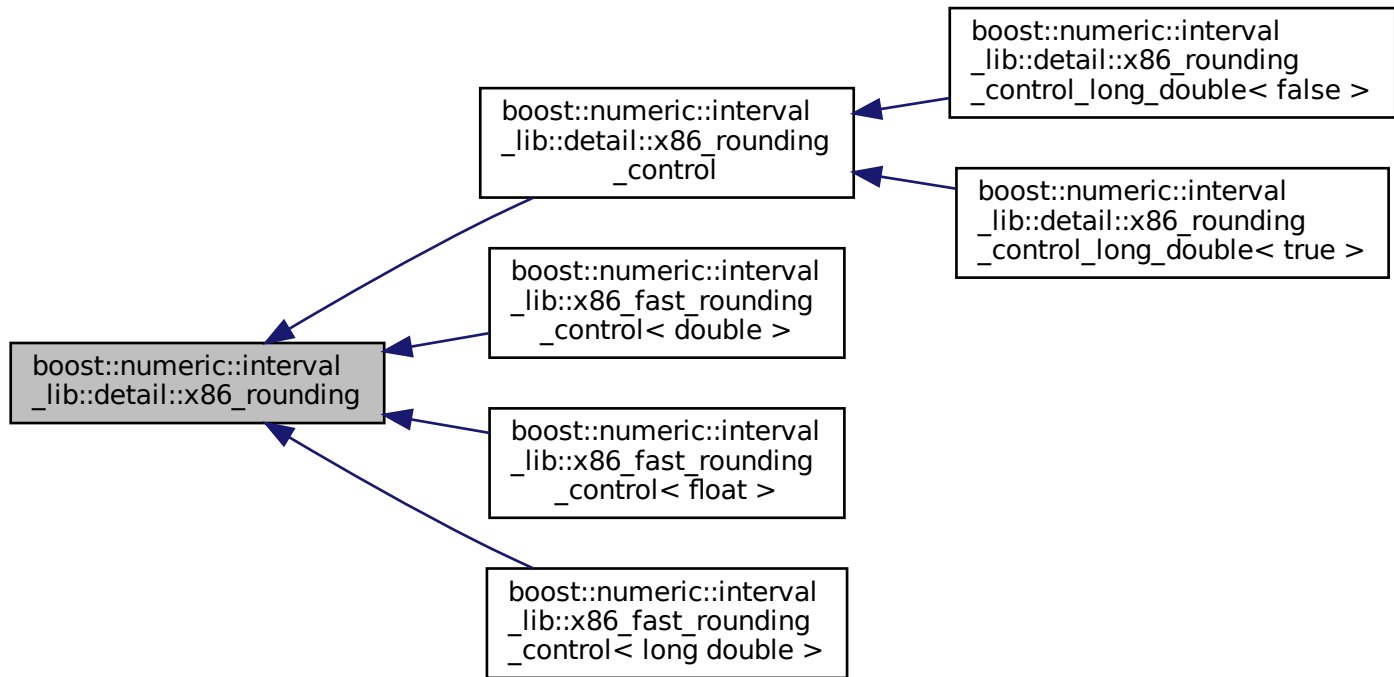 boost::numeric::interval
_lib::detail::x86_rounding
boost::numeric::interval
_lib::detail::x86_rounding
_control
boost::numeric::interval
_lib::detail::x86_rounding
_control_long_double< false >
boost::numeric::interval
_lib::detail::x86_rounding
_control_long_double< true >
boost::numeric::interval
_lib::x86_fast_rounding
_control< double >
boost::numeric::interval
_lib::x86_fast_rounding
_control< float >
boost::numeric::interval
_lib::x86_fast_rounding
_control< long double >